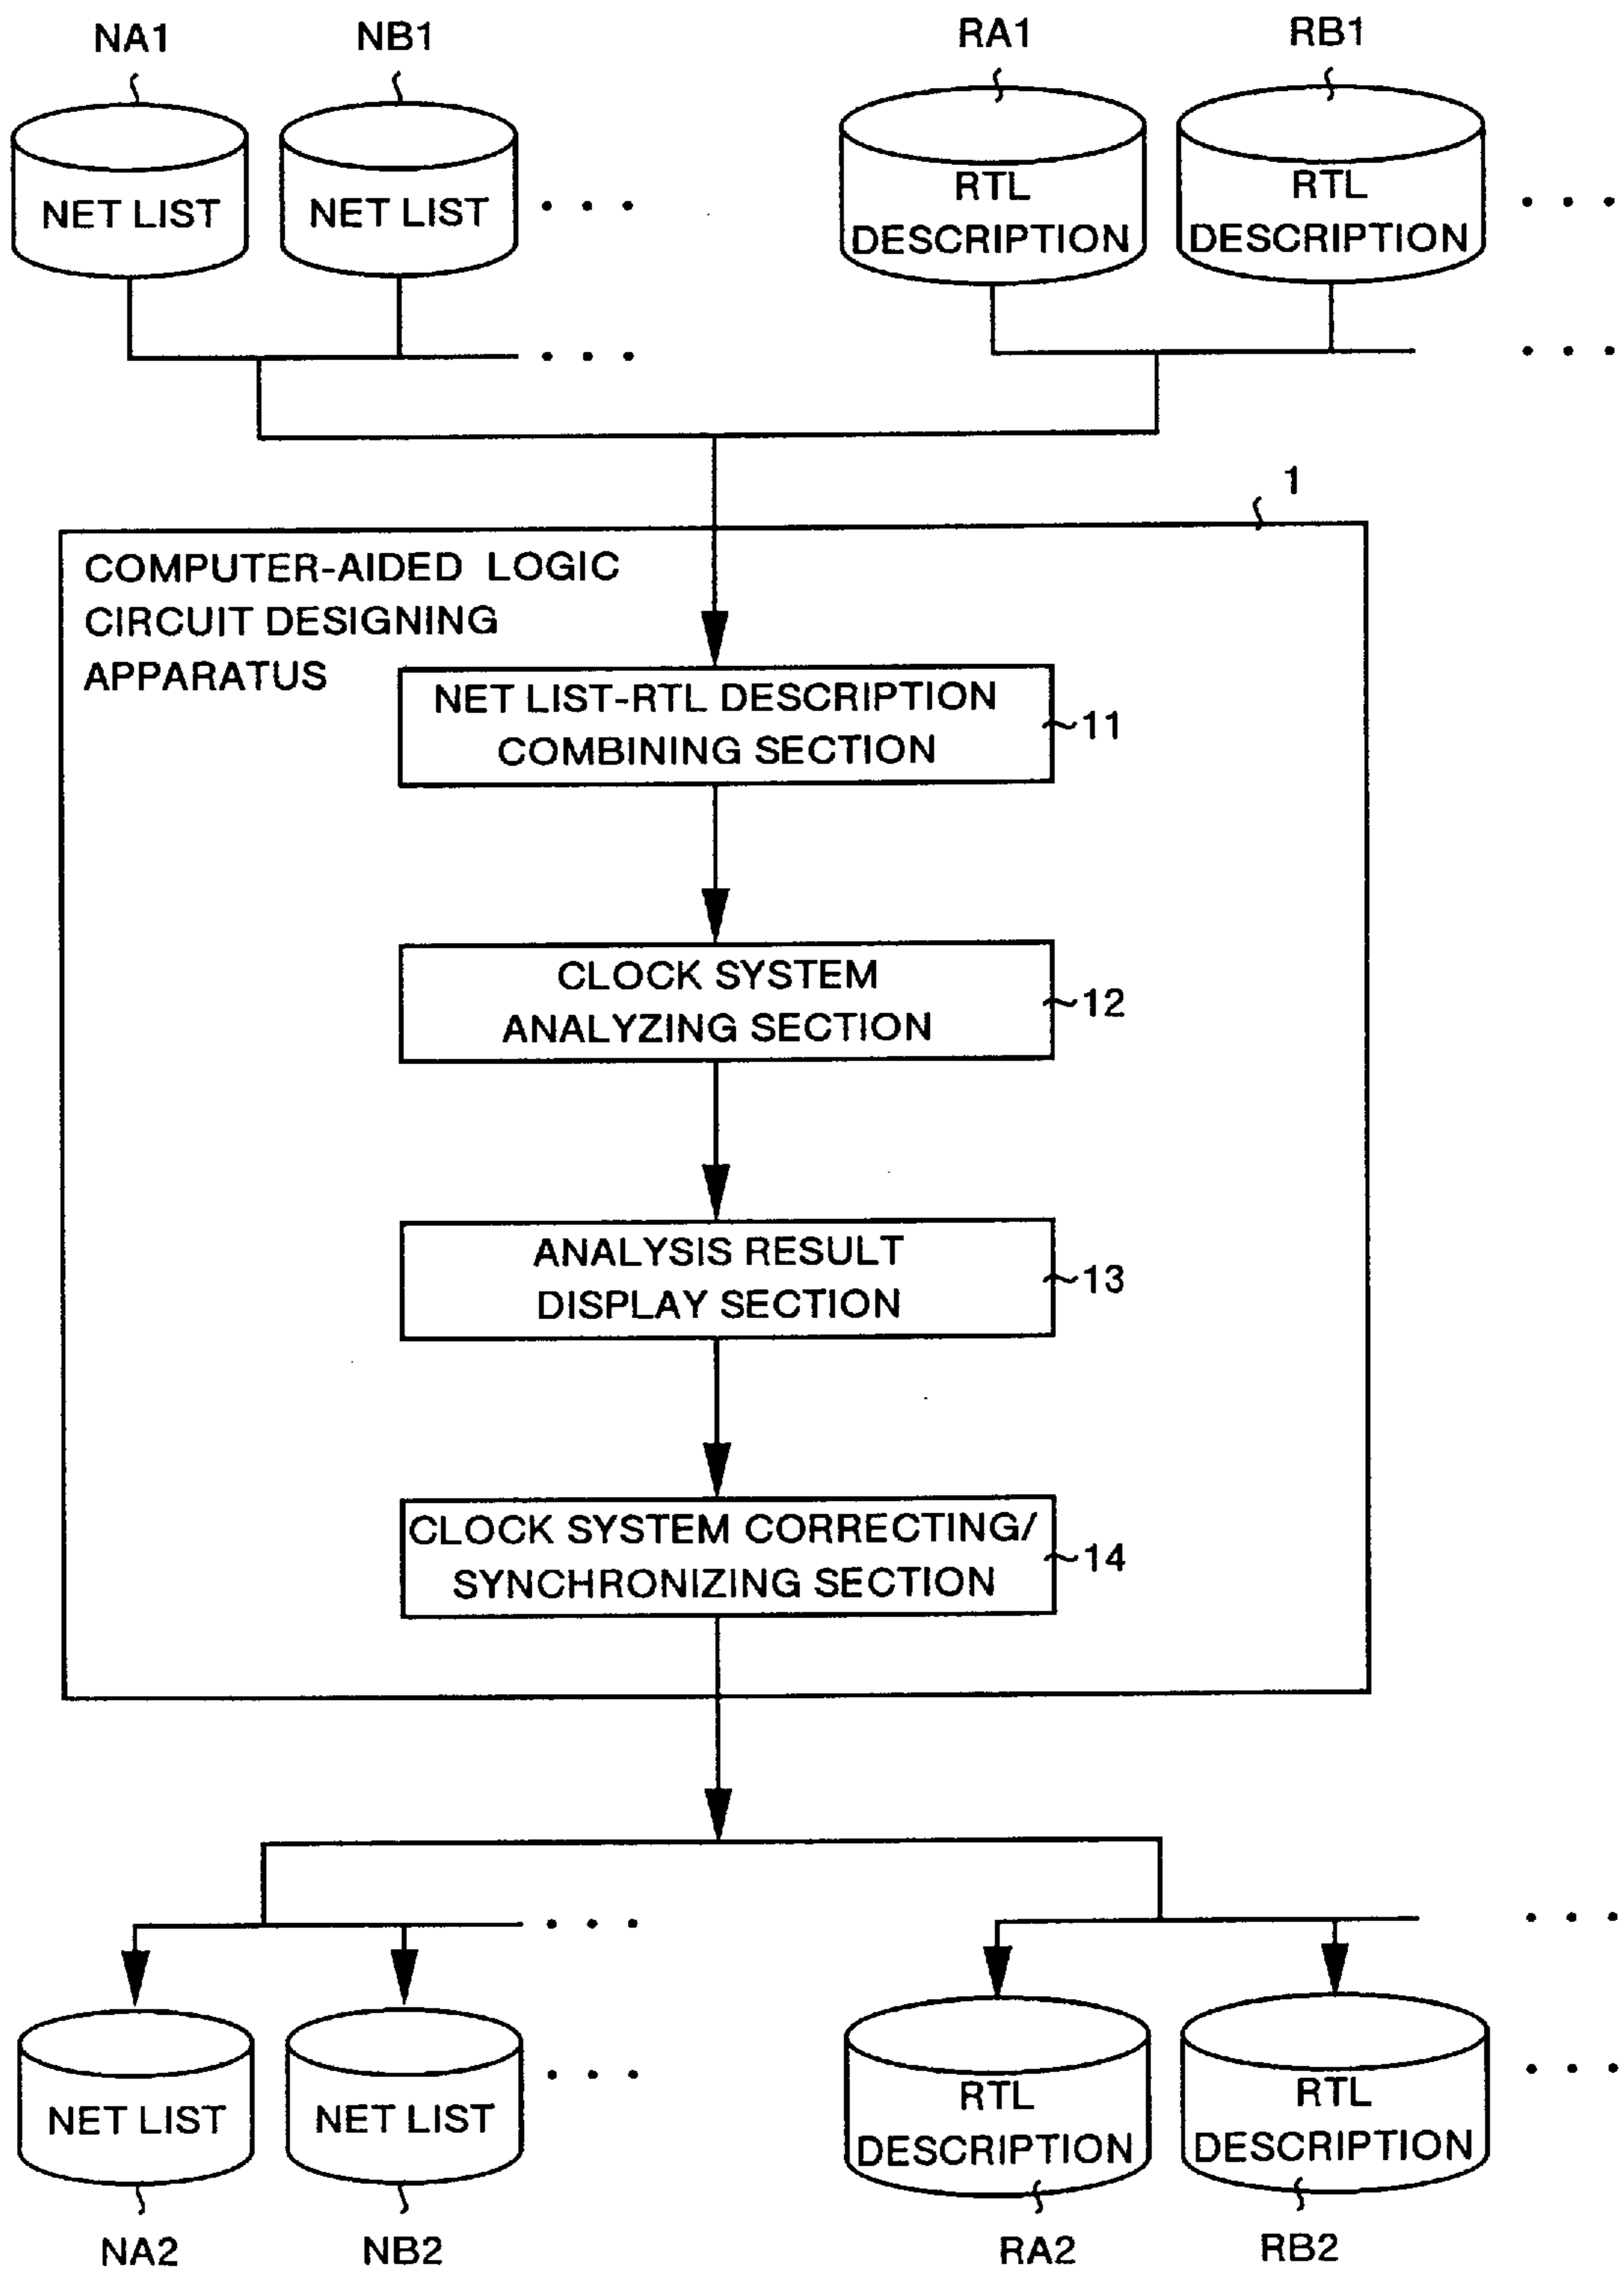 NA1 NB1 RA1 RB1
NET LIST NET LIST . . . RTL DESCRIPTION RTL DESCRIPTION . . .
. . . . . .
1
COMPUTER-AIDED LOGIC
CIRCUIT DESIGNING
APPARATUS
NET LIST-RTL DESCRIPTION
COMBINING SECTION
11
CLOCK SYSTEM
ANALYZING SECTION
12
ANALYSIS RESULT
DISPLAY SECTION
13
CLOCK SYSTEM CORRECTING/
SYNCHRONIZING SECTION
14
. . . . . .
NET LIST NET LIST . . . RTL DESCRIPTION RTL DESCRIPTION . . .
NA2 NB2 RA2 RB2